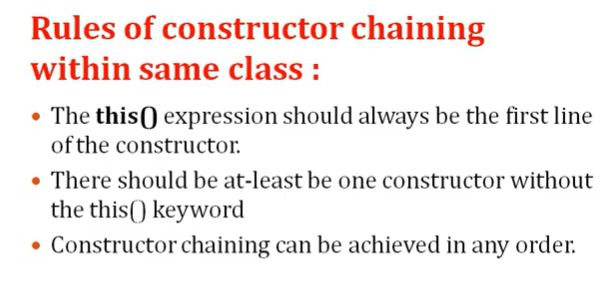 Rules of constructor chaining
within same class :
• The this() expression should always be the first line
of the constructor.
• There should be at-least be one constructor without
the this() keyword
• Constructor chaining can be achieved in any order.